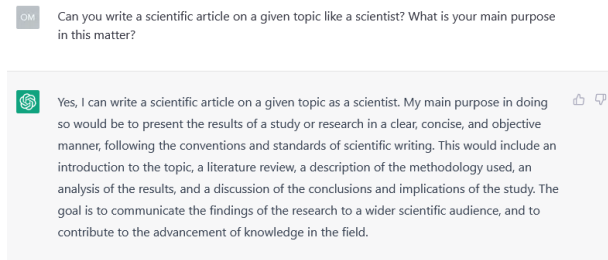 OM
Can you write a scientific article on a given topic like a scientist? What is your main purpose
in this matter?
Yes, I can write a scientific article on a given topic as a scientist. My main purpose in doing
so would be to present the results of a study or research in a clear, concise, and objective
manner, following the conventions and standards of scientific writing. This would include an
introduction to the topic, a literature review, a description of the methodology used, an
analysis of the results, and a discussion of the conclusions and implications of the study. The
goal is to communicate the findings of the research to a wider scientific audience, and to
contribute to the advancement of knowledge in the field.